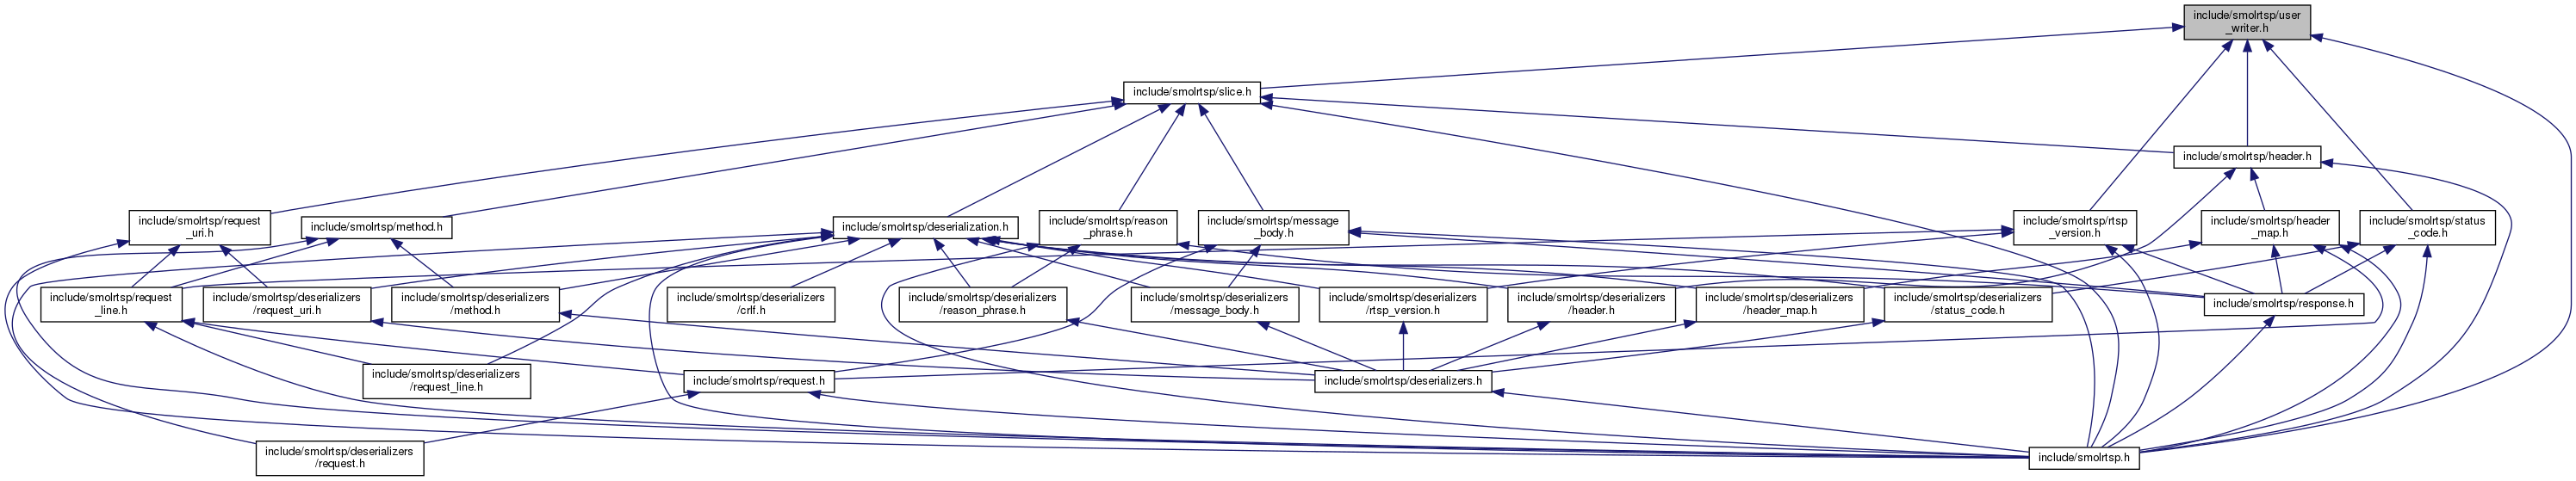 include/smolrtsp/user
_writer.h
include/smolrtsp/slice.h
include/smolrtsp/header.h
include/smolrtsp/request
_uri.h
include/smolrtsp/method.h
include/smolrtsp/deserialization.h
include/smolrtsp/reason
_phrase.h
include/smolrtsp/message
_body.h
include/smolrtsp/rtsp
_version.h
include/smolrtsp/header
_map.h
include/smolrtsp/status
_code.h
include/smolrtsp/request
_line.h
include/smolrtsp/deserializers
/request_uri.h
include/smolrtsp/deserializers
/method.h
include/smolrtsp/deserializers
/crlf.h
include/smolrtsp/deserializers
/reason_phrase.h
include/smolrtsp/deserializers
/message_body.h
include/smolrtsp/deserializers
/rtsp_version.h
include/smolrtsp/deserializers
/header.h
include/smolrtsp/deserializers
/header_map.h
include/smolrtsp/deserializers
/status_code.h
include/smolrtsp/response.h
include/smolrtsp/deserializers
/request_line.h
include/smolrtsp/request.h
include/smolrtsp/deserializers.h
include/smolrtsp/deserializers
/request.h
include/smolrtsp.h